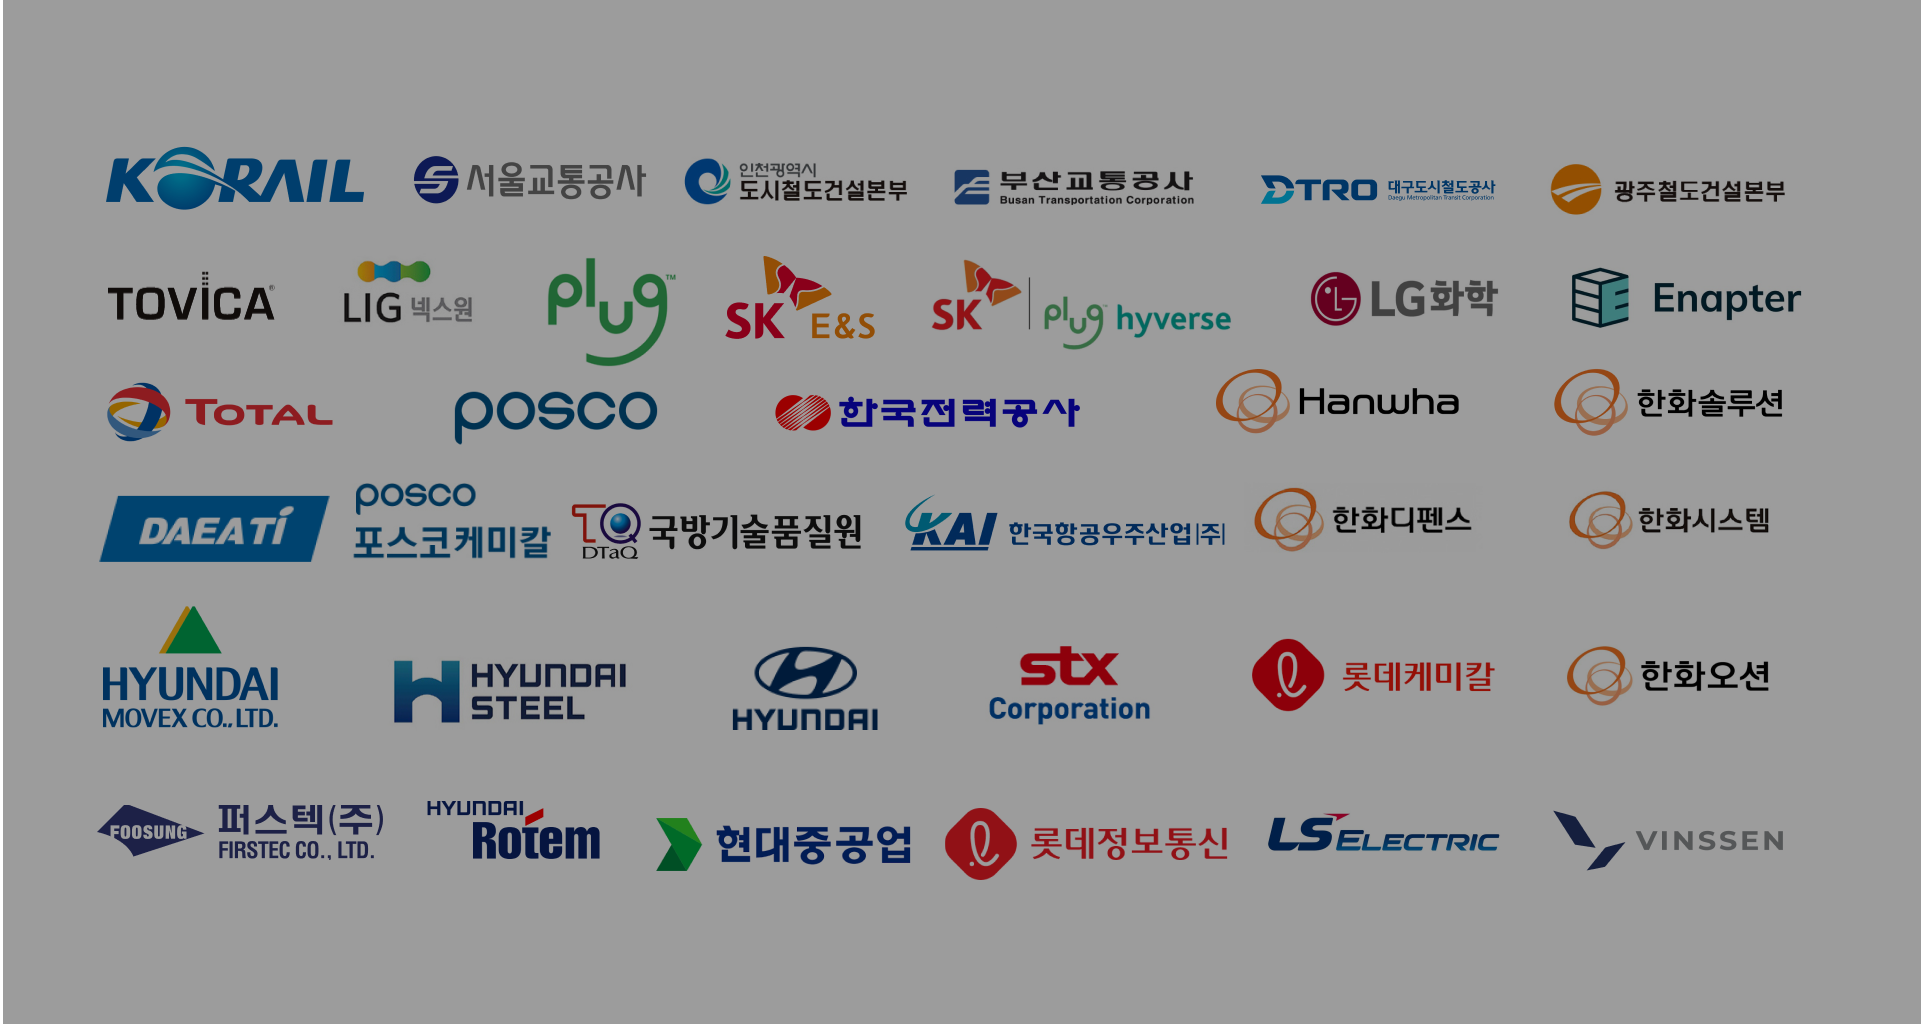 KORAIL
서울교통공사
인천광역시
도시철도건설본부
부산교통공사
Busan Transportation Corporation
DTRO 대구도시철도공사
Daegu Metropolitan Transit Corporation
광주철도건설본부
TOVICA®
LIG 넥스원
plug™
SK E&S
SK plug™ hyverse
LG화학
Enapter
TOTAL
posco
한국전력공사
Hanwha
한화솔루션
DAEATi
posco
포스코케미칼
DTaQ 국방기술품질원
KAI 한국항공우주산업(주)
한화디펜스
한화시스템
HYUNDAI
MOVEX CO., LTD.
HYUNDAI
STEEL
HYUNDAI
stx
Corporation
롯데케미칼
한화오션
FOOSUNG 퍼스텍(주)
FIRSTEC CO., LTD.
HYUNDAI
Rotem
현대중공업
롯데정보통신
LS ELECTRIC
VINSSEN